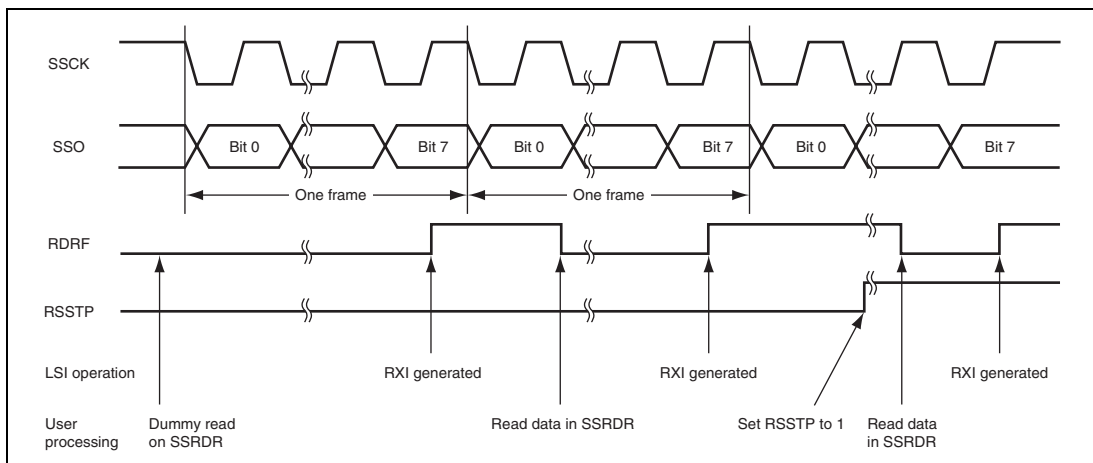 SSCK
SSO
Bit 0
Bit 7
Bit 0
Bit 7
Bit 0
Bit 7
One frame
One frame
RDRF
RSSTP
LSI operation
RXI generated
RXI generated
RXI generated
User
processing
Dummy read
on SSRDR
Read data in SSRDR
Set RSSTP to 1
Read data
in SSRDR